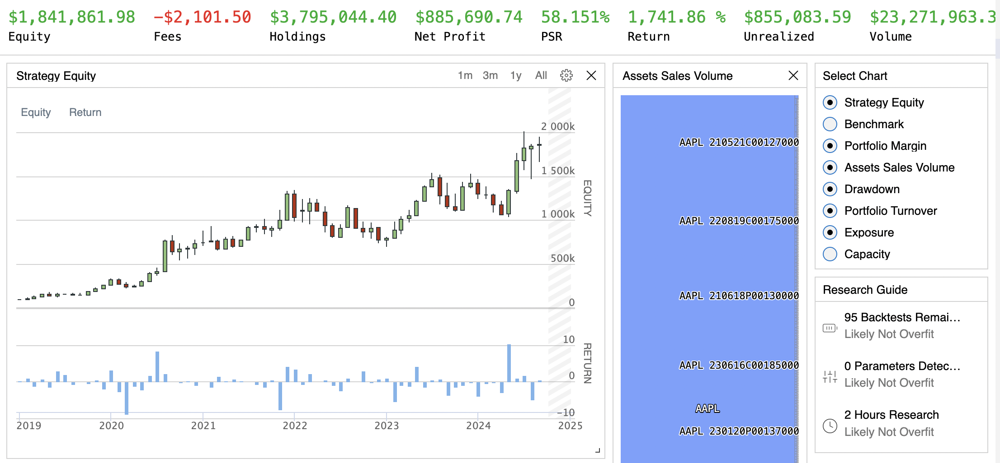 $1,841,861.98 −$2,101.50 $3,795,044.40 $885,690.74 58.151% 1,741.86 % $855,083.59 $23,271,963.3
Equity Fees Holdings Net Profit PSR Return Unrealized Volume
Strategy Equity 1m 3m 1y All
Equity Return
2 000k
1 500k
1 000k
500k
0
EQUITY
10
0
−10
RETURN
2019 2020 2021 2022 2023 2024 2025
Assets Sales Volume
AAPL 210521C00127000
AAPL 220819C00175000
AAPL 210618P00130000
AAPL 230616C00185000
AAPL
AAPL 230120P00137000
Select Chart
Strategy Equity
Benchmark
Portfolio Margin
Assets Sales Volume
Drawdown
Portfolio Turnover
Exposure
Capacity
Research Guide
95 Backtests Remai...
Likely Not Overfit
0 Parameters Detec...
Likely Not Overfit
2 Hours Research
Likely Not Overfit